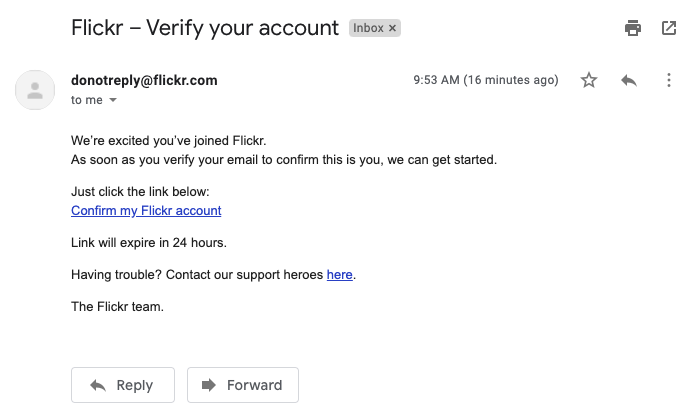 Flickr – Verify your account Inbox ×
donotreply@flickr.com 9:53 AM (16 minutes ago)
to me
We're excited you've joined Flickr.
As soon as you verify your email to confirm this is you, we can get started.
Just click the link below:
Confirm my Flickr account
Link will expire in 24 hours.
Having trouble? Contact our support heroes here.
The Flickr team.
Reply Forward